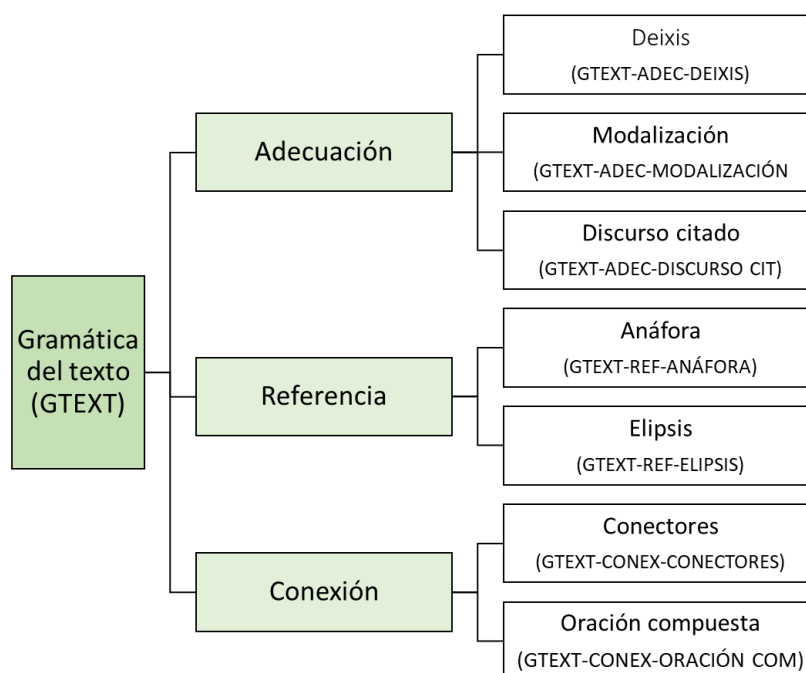 Gramática
del texto
(GTEXT)
Adecuación
Deixis
(GTEXT-ADEC-DEIXIS)
Modalización
(GTEXT-ADEC-MODALIZACIÓN
Discurso citado
(GTEXT-ADEC-DISCURSO CIT)
Referencia
Anáfora
(GTEXT-REF-ANÁFORA)
Elipsis
(GTEXT-REF-ELIPSIS)
Conexión
Conectores
(GTEXT-CONEX-CONECTORES)
Oración compuesta
(GTEXT-CONEX-ORACIÓN COM)